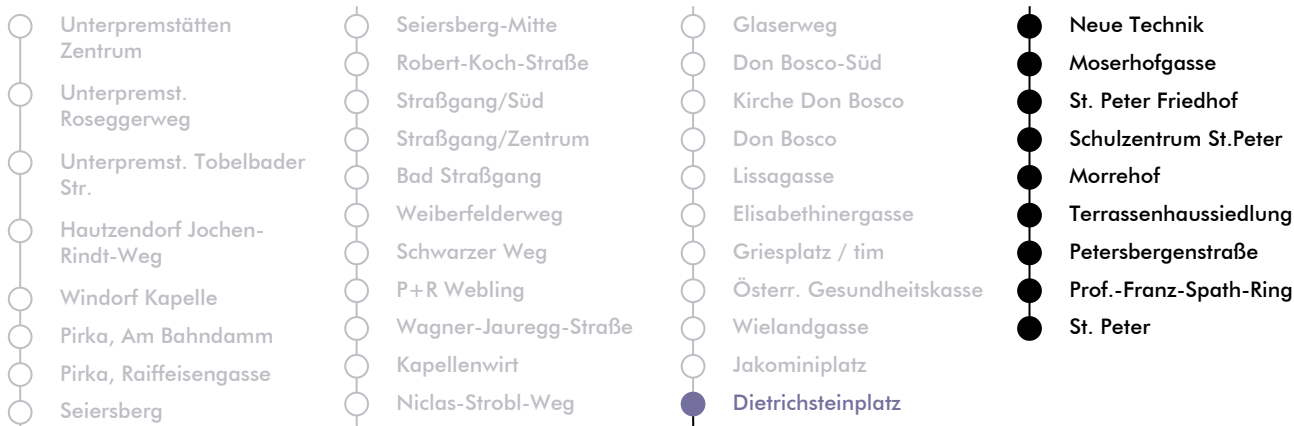 Unterpremstätten
Zentrum
Unterpremst.
Roseggerweg
Unterpremst. Tobelbader
Str.
Hautzendorf Jochen-
Rindt-Weg
Windorf Kapelle
Pirka, Am Bahndamm
Pirka, Raiffeisengasse
Seiersberg
Seiersberg-Mitte
Robert-Koch-Straße
Straßgang/Süd
Straßgang/Zentrum
Bad Straßgang
Weiberfelderweg
Schwarzer Weg
P+R Webling
Wagner-Jauregg-Straße
Kapellenwirt
Niclas-Strobl-Weg
Glaserweg
Don Bosco-Süd
Kirche Don Bosco
Don Bosco
Lissagasse
Elisabethinergasse
Griesplatz / tim
Österr. Gesundheitskasse
Wielandgasse
Jakominiplatz
Dietrichsteinplatz
Neue Technik
Moserhofgasse
St. Peter Friedhof
Schulzentrum St.Peter
Morrehof
Terrassenhaussiedlung
Petersbergenstraße
Prof.-Franz-Spath-Ring
St. Peter